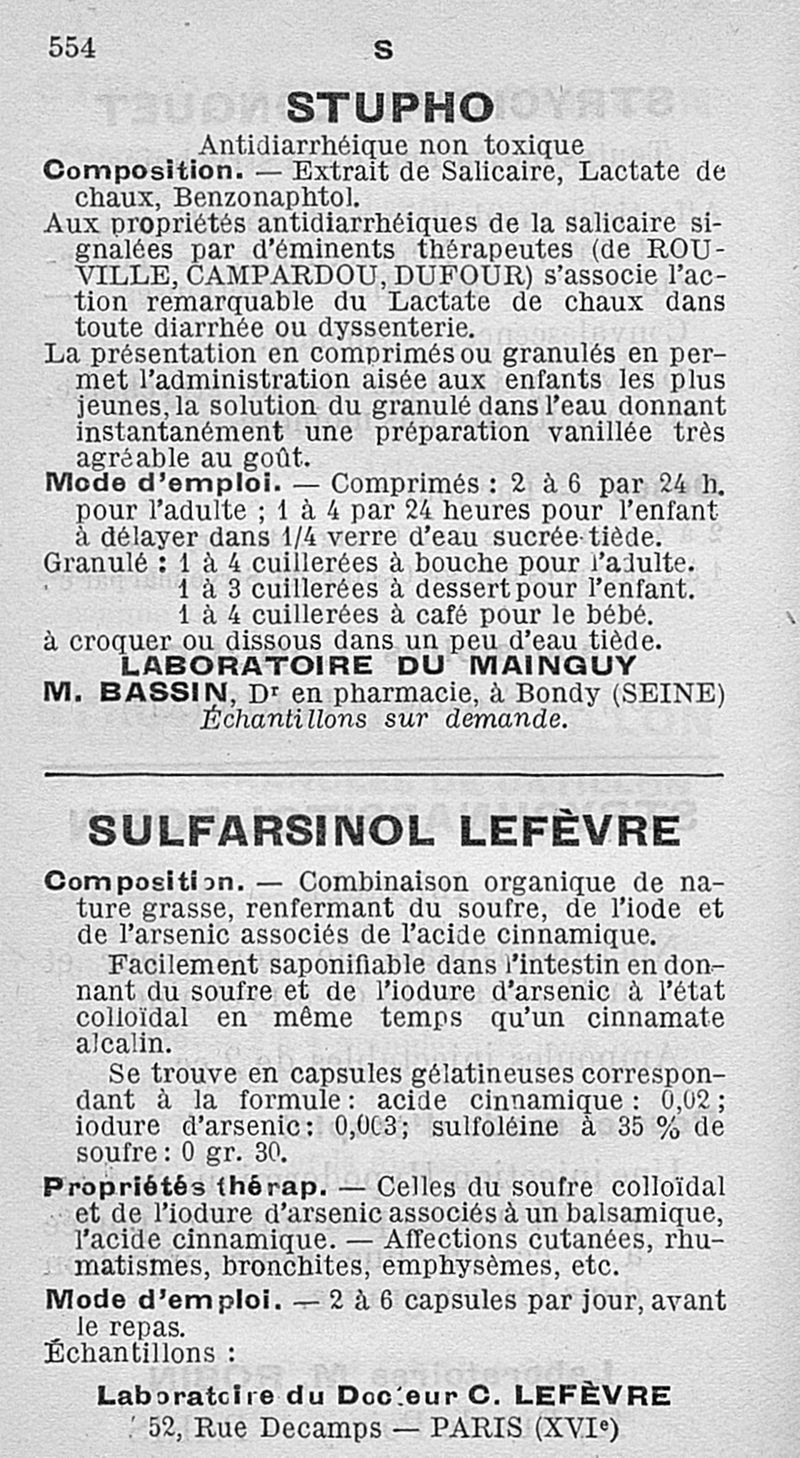 554
S
STUPHO
Antidiarrhéique non toxique
Composition. — Extrait de Salicaire, Lactate de
chaux, Benzonaphtol.
Aux propriétés antidiarrhéiques de la salicaire si-
gnalées par d'éminents thérapeutes (de ROU-
VILLE, CAMPARDOU, DUFOUR) s'associe l'ac-
tion remarquable du Lactate de chaux dans
toute diarrhée ou dyssenterie.
La présentation en comprimés ou granulés en per-
met l'administration aisée aux enfants les plus
jeunes, la solution du granulé dans l'eau donnant
instantanément une préparation vanillée très
agréable au goût.
Mode d'emploi. — Comprimés : 2 à 6 par 24 h.
pour l'adulte ; 1 à 4 par 24 heures pour l'enfant
à délayer dans 1/4 verre d'eau sucrée tiède.
Granulé : 1 à 4 cuillerées à bouche pour l'adulte.
1 à 3 cuillerées à dessert pour l'enfant.
1 à 4 cuillerées à café pour le bébé.
à croquer ou dissous dans un peu d'eau tiède.
LABORATOIRE DU MAINGUY
M. BASSIN, Dr en pharmacie, à Bondy (SEINE)
Échantillons sur demande.
SULFARSINOL LEFÈVRE
Composition. — Combinaison organique de na-
ture grasse, renfermant du soufre, de l'iode et
de l'arsenic associés de l'acide cinnamique.
Facilement saponifiable dans l'intestin en don-
nant du soufre et de l'iodure d'arsenic à l'état
colloïdal en même temps qu'un cinnamate
alcalin.
Se trouve en capsules gélatineuses correspon-
dant à la formule : acide cinnamique : 0,02 ;
iodure d'arsenic : 0,003 ; sulfoléine à 35 % de
soufre : 0 gr. 30.
Propriétés thérap. — Celles du soufre colloïdal
et de l'iodure d'arsenic associés à un balsamique,
l'acide cinnamique. — Affections cutanées, rhu-
matismes, bronchites, emphysèmes, etc.
Mode d'emploi. — 2 à 6 capsules par jour, avant
le repas.
Échantillons :
Laboratoire du Docteur C. LEFÈVRE
52, Rue Decamps — PARIS (XVIe)